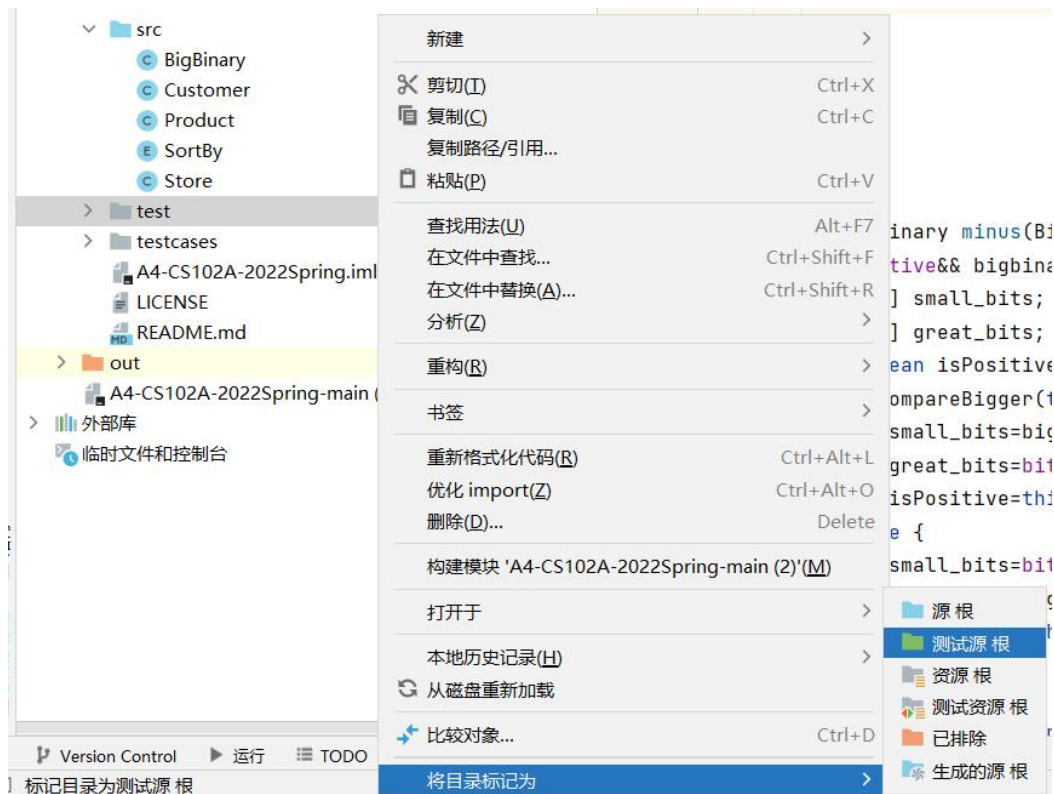 src
BigBinary
Customer
Product
SortBy
Store
test
testcases
A4-CS102A-2022Spring.iml
LICENSE
README.md
out
A4-CS102A-2022Spring-main (
外部库
临时文件和控制台
新建
剪切(T) Ctrl+X
复制(C) Ctrl+C
复制路径/引用...
粘贴(P) Ctrl+V
查找用法(U) Alt+F7
在文件中查找... Ctrl+Shift+F
在文件中替换(A)... Ctrl+Shift+R
分析(Z)
重构(R)
书签
重新格式化代码(R) Ctrl+Alt+L
优化 import(Z) Ctrl+Alt+O
删除(D)... Delete
构建模块 'A4-CS102A-2022Spring-main (2)'(M)
打开于
本地历史记录(H)
从磁盘重新加载
比较对象... Ctrl+D
将目录标记为
inary minus(Bi
tive&& bigbina
] small_bits;
] great_bits;
ean isPositive
ompareBigger(t
small_bits=big
great_bits=bit
isPositive=thi
e {
small_bits=bit
源 根
测试源 根
资源 根
测试资源 根
已排除
生成的源 根
Version Control 运行 TODO
标记目录为测试源 根